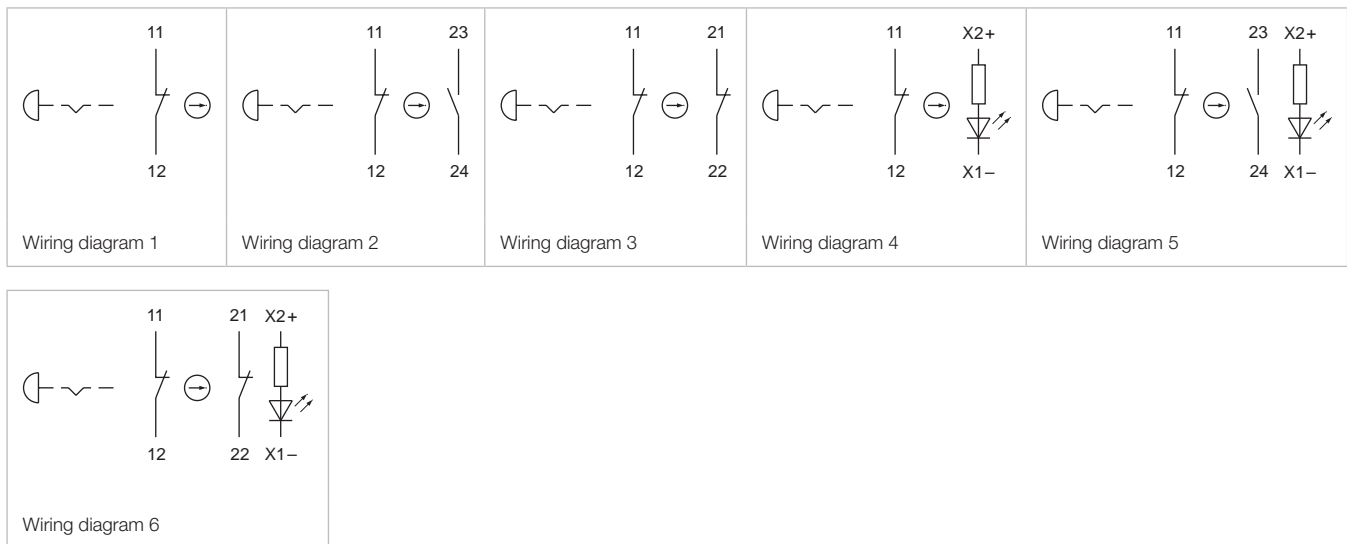 11
12
Wiring diagram 1
11 23
12 24
Wiring diagram 2
11 21
12 22
Wiring diagram 3
11 X2+
12 X1–
Wiring diagram 4
11 23 X2+
12 24 X1–
Wiring diagram 5
11 21 X2+
12 22 X1–
Wiring diagram 6